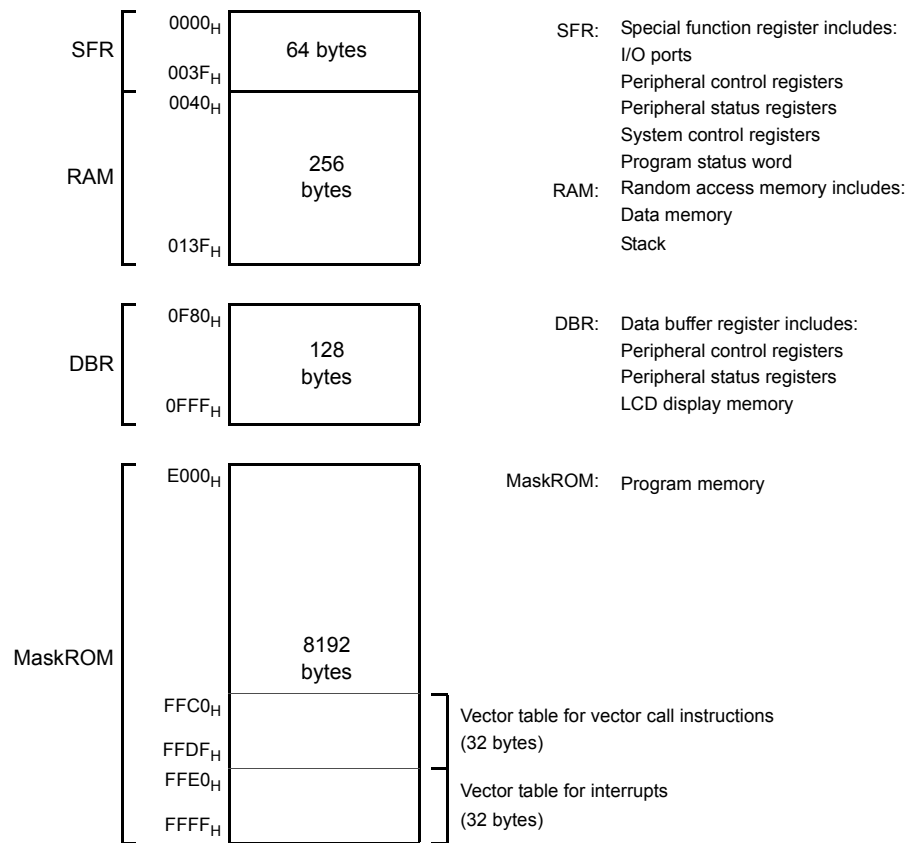 0000H
SFR
64 bytes
003FH
0040H
RAM
256
bytes
013FH
SFR: Special function register includes:
I/O ports
Peripheral control registers
Peripheral status registers
System control registers
Program status word
RAM: Random access memory includes:
Data memory
Stack
0F80H
DBR
128
bytes
0FFFH
DBR: Data buffer register includes:
Peripheral control registers
Peripheral status registers
LCD display memory
E000H
MaskROM: Program memory
MaskROM
8192
bytes
FFC0H
FFDFH
Vector table for vector call instructions
(32 bytes)
FFE0H
FFFFH
Vector table for interrupts
(32 bytes)